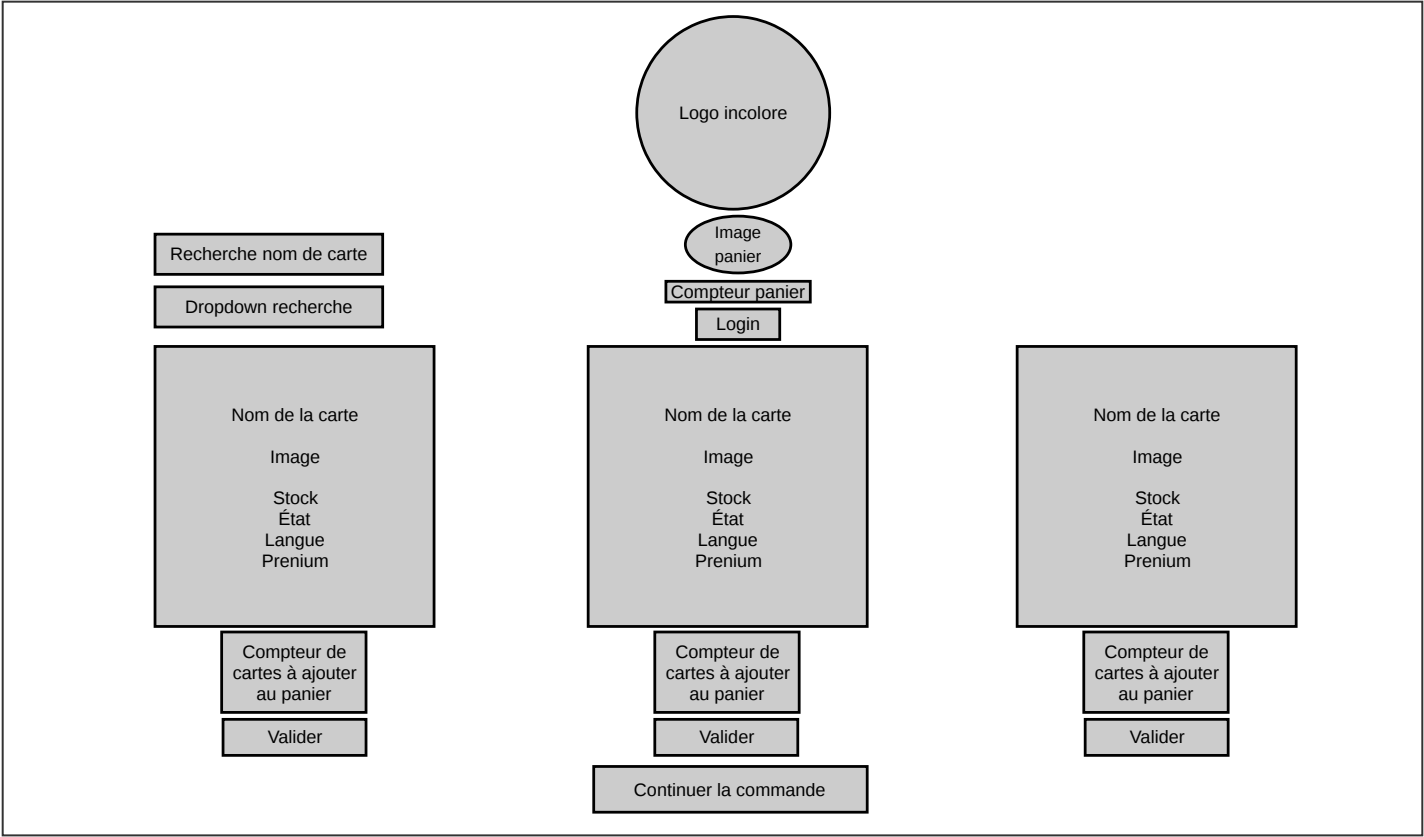 Logo incolore
Image
panier
Recherche nom de carte
Compteur panier
Dropdown recherche
Login
Nom de la carte
Image
Stock
État
Langue
Prenium
Nom de la carte
Image
Stock
État
Langue
Prenium
Nom de la carte
Image
Stock
État
Langue
Prenium
Compteur de
cartes à ajouter
au panier
Compteur de
cartes à ajouter
au panier
Compteur de
cartes à ajouter
au panier
Valider
Valider
Valider
Continuer la commande